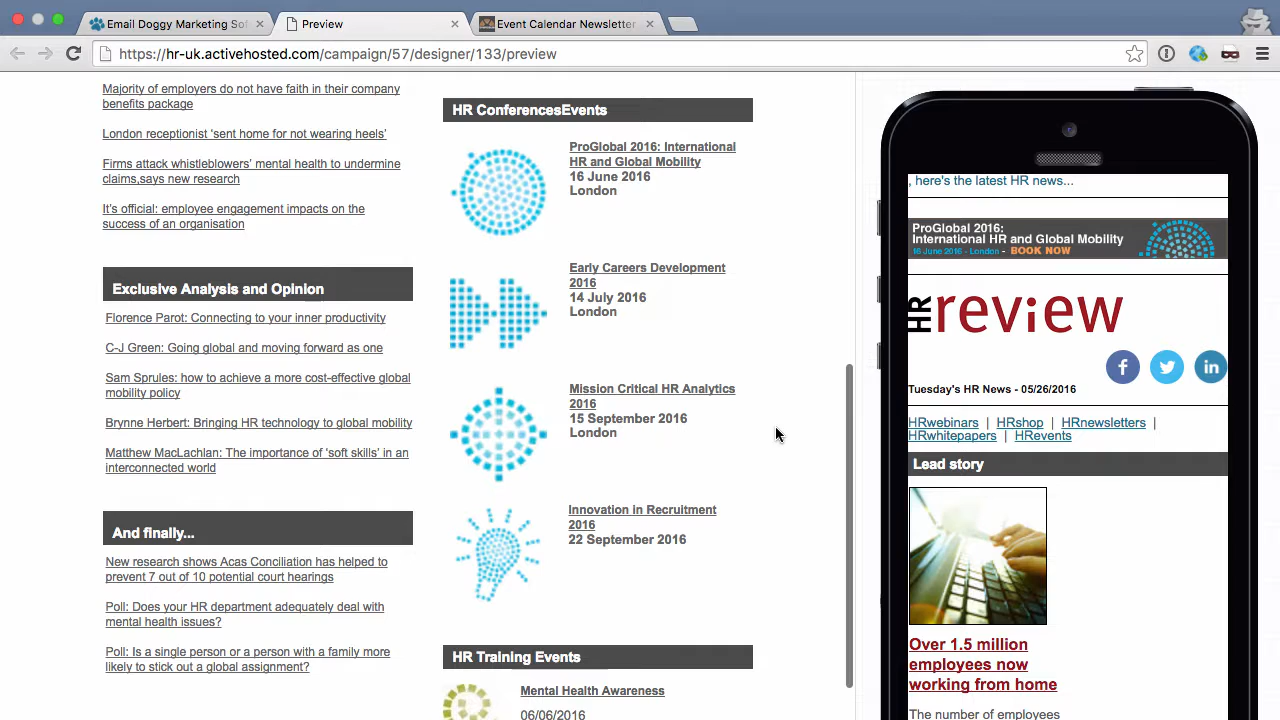 Email Doggy Marketing Sof
Preview
Event Calendar Newsletter
https://hr-uk.activehosted.com/campaign/57/designer/133/preview
Majority of employers do not have faith in their company
benefits package
London receptionist ‘sent home for not wearing heels’
Firms attack whistleblowers’ mental health to undermine
claims,says new research
It’s official: employee engagement impacts on the
success of an organisation
Exclusive Analysis and Opinion
Florence Parot: Connecting to your inner productivity
C-J Green: Going global and moving forward as one
Sam Sprules: how to achieve a more cost-effective global
mobility policy
Brynne Herbert: Bringing HR technology to global mobility
Matthew MacLachlan: The importance of ‘soft skills’ in an
interconnected world
And finally...
New research shows Acas Conciliation has helped to
prevent 7 out of 10 potential court hearings
Poll: Does your HR department adequately deal with
mental health issues?
Poll: Is a single person or a person with a family more
likely to stick out a global assignment?
HR ConferencesEvents
ProGlobal 2016: International
HR and Global Mobility
16 June 2016
London
Early Careers Development
2016
14 July 2016
London
Mission Critical HR Analytics
2016
15 September 2016
London
Innovation in Recruitment
2016
22 September 2016
HR Training Events
Mental Health Awareness
06/06/2016
, here's the latest HR news...
ProGlobal 2016:
International HR and Global Mobility
16 June 2016 - London - BOOK NOW
HR review
f in
Tuesday's HR News - 05/26/2016
HRwebinars | HRshop | HRnewsletters |
HRwhitepapers | HRevents
Lead story
Over 1.5 million
employees now
working from home
The number of employees